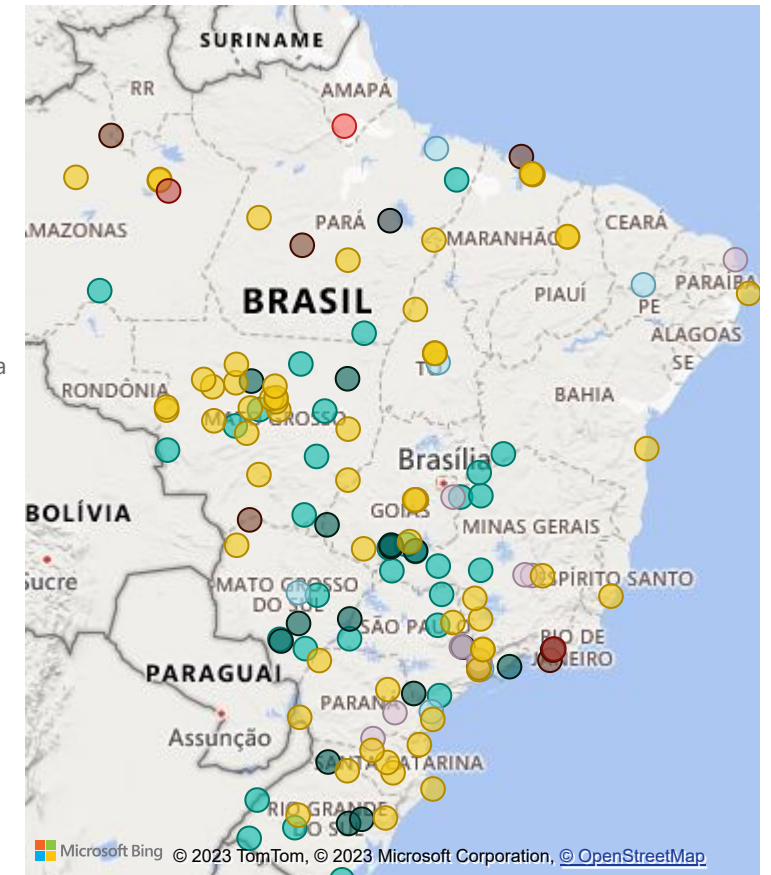 SURINAME
RR
AMAPÁ
AMAZONAS
PARÁ
MARANHÃO
CEARÁ
PARAÍBA
BRASIL
PIAUÍ
PE
ALAGOAS
SE
a
RONDÔNIA
MATO GROSSO
BAHIA
Brasília
BOLÍVIA
GOIÁS
MINAS GERAIS
Sucre
MATO GROSSO
DO SUL
ESPÍRITO SANTO
SÃO PAULO
RIO DE
JANEIRO
PARAGUAI
PARANÁ
Assunção
SANTA CATARINA
RIO GRANDE
DO SUL
Microsoft Bing
© 2023 TomTom, © 2023 Microsoft Corporation, © OpenStreetMap